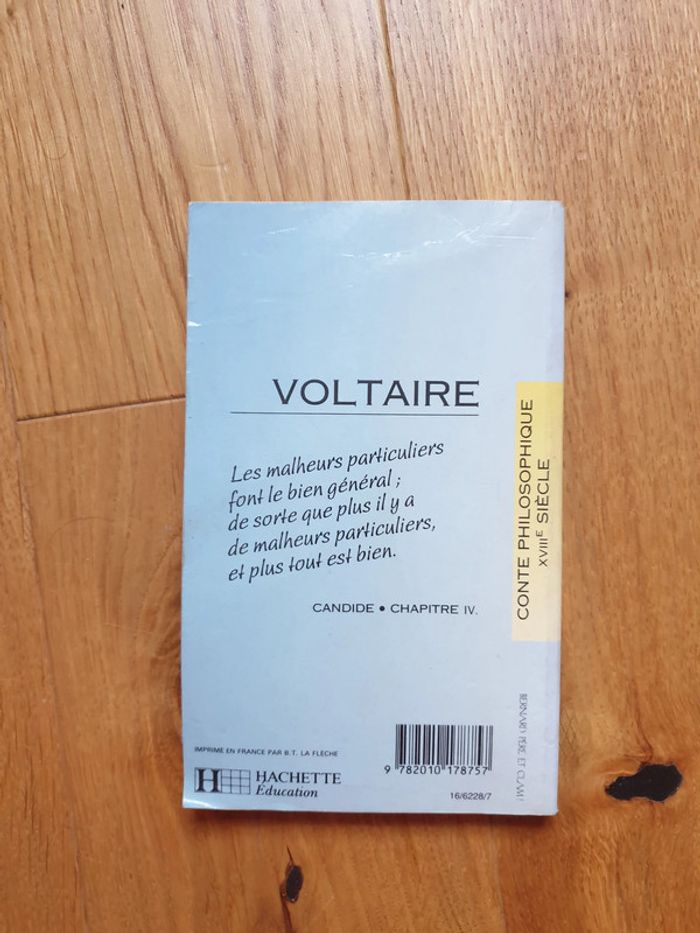 VOLTAIRE
Les malheurs particuliers
font le bien général ;
de sorte que plus il y a
de malheurs particuliers,
et plus tout est bien.
CANDIDE • CHAPITRE IV.
CONTE PHILOSOPHIQUE
XVIIIE SIÈCLE
IMPRIMÉ EN FRANCE PAR B.T. LA FLÈCHE
H HACHETTE
Éducation
9 782010 178757
16/6228/7